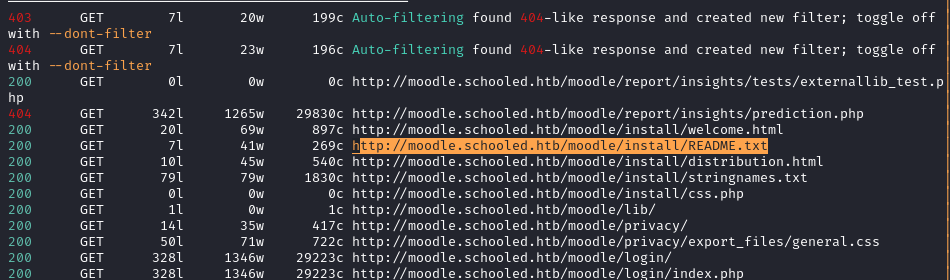 403      GET        7l       20w      199c Auto-filtering found 404-like response and created new filter; toggle off
with --dont-filter
404      GET        7l       23w      196c Auto-filtering found 404-like response and created new filter; toggle off
with --dont-filter
200      GET        0l        0w        0c http://moodle.schooled.htb/moodle/report/insights/tests/externallib_test.p
hp
404      GET      342l     1265w    29830c http://moodle.schooled.htb/moodle/report/insights/prediction.php
200      GET       20l       69w      897c http://moodle.schooled.htb/moodle/install/welcome.html
200      GET        7l       41w      269c http://moodle.schooled.htb/moodle/install/README.txt
200      GET       10l       45w      540c http://moodle.schooled.htb/moodle/install/distribution.html
200      GET       79l       79w     1830c http://moodle.schooled.htb/moodle/install/stringnames.txt
200      GET        0l        0w        0c http://moodle.schooled.htb/moodle/install/css.php
200      GET        1l        0w        1c http://moodle.schooled.htb/moodle/lib/
200      GET       14l       35w      417c http://moodle.schooled.htb/moodle/privacy/
200      GET       50l       71w      722c http://moodle.schooled.htb/moodle/privacy/export_files/general.css
200      GET      328l     1346w    29223c http://moodle.schooled.htb/moodle/login/
200      GET      328l     1346w    29223c http://moodle.schooled.htb/moodle/login/index.php